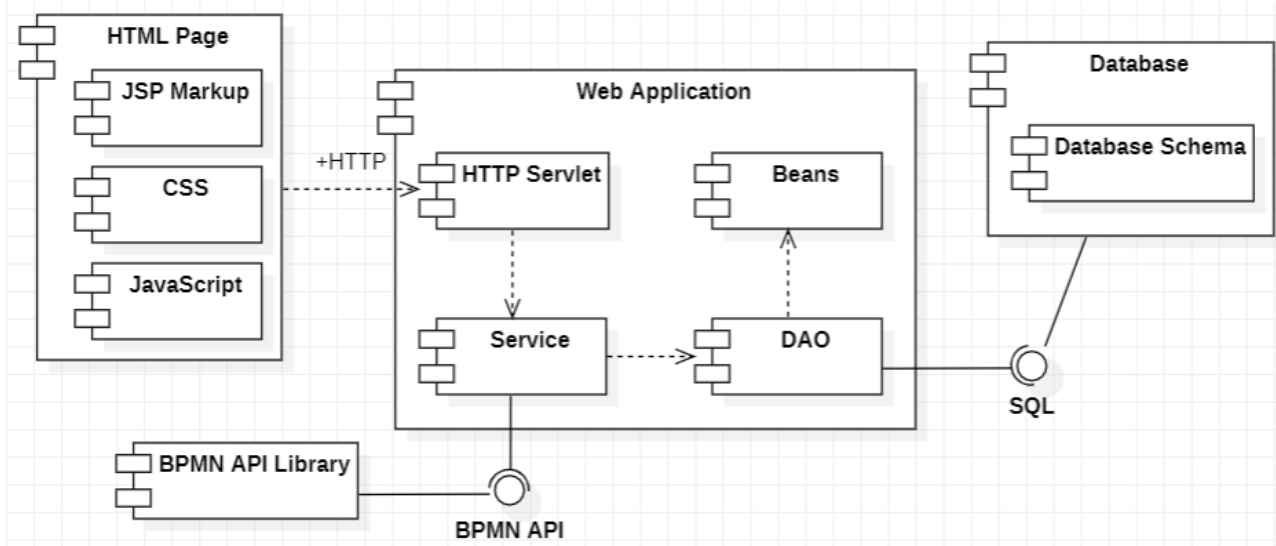 HTML Page
JSP Markup
CSS
JavaScript
+HTTP
Web Application
HTTP Servlet
Beans
Service
DAO
Database
Database Schema
SQL
BPMN API Library
BPMN API